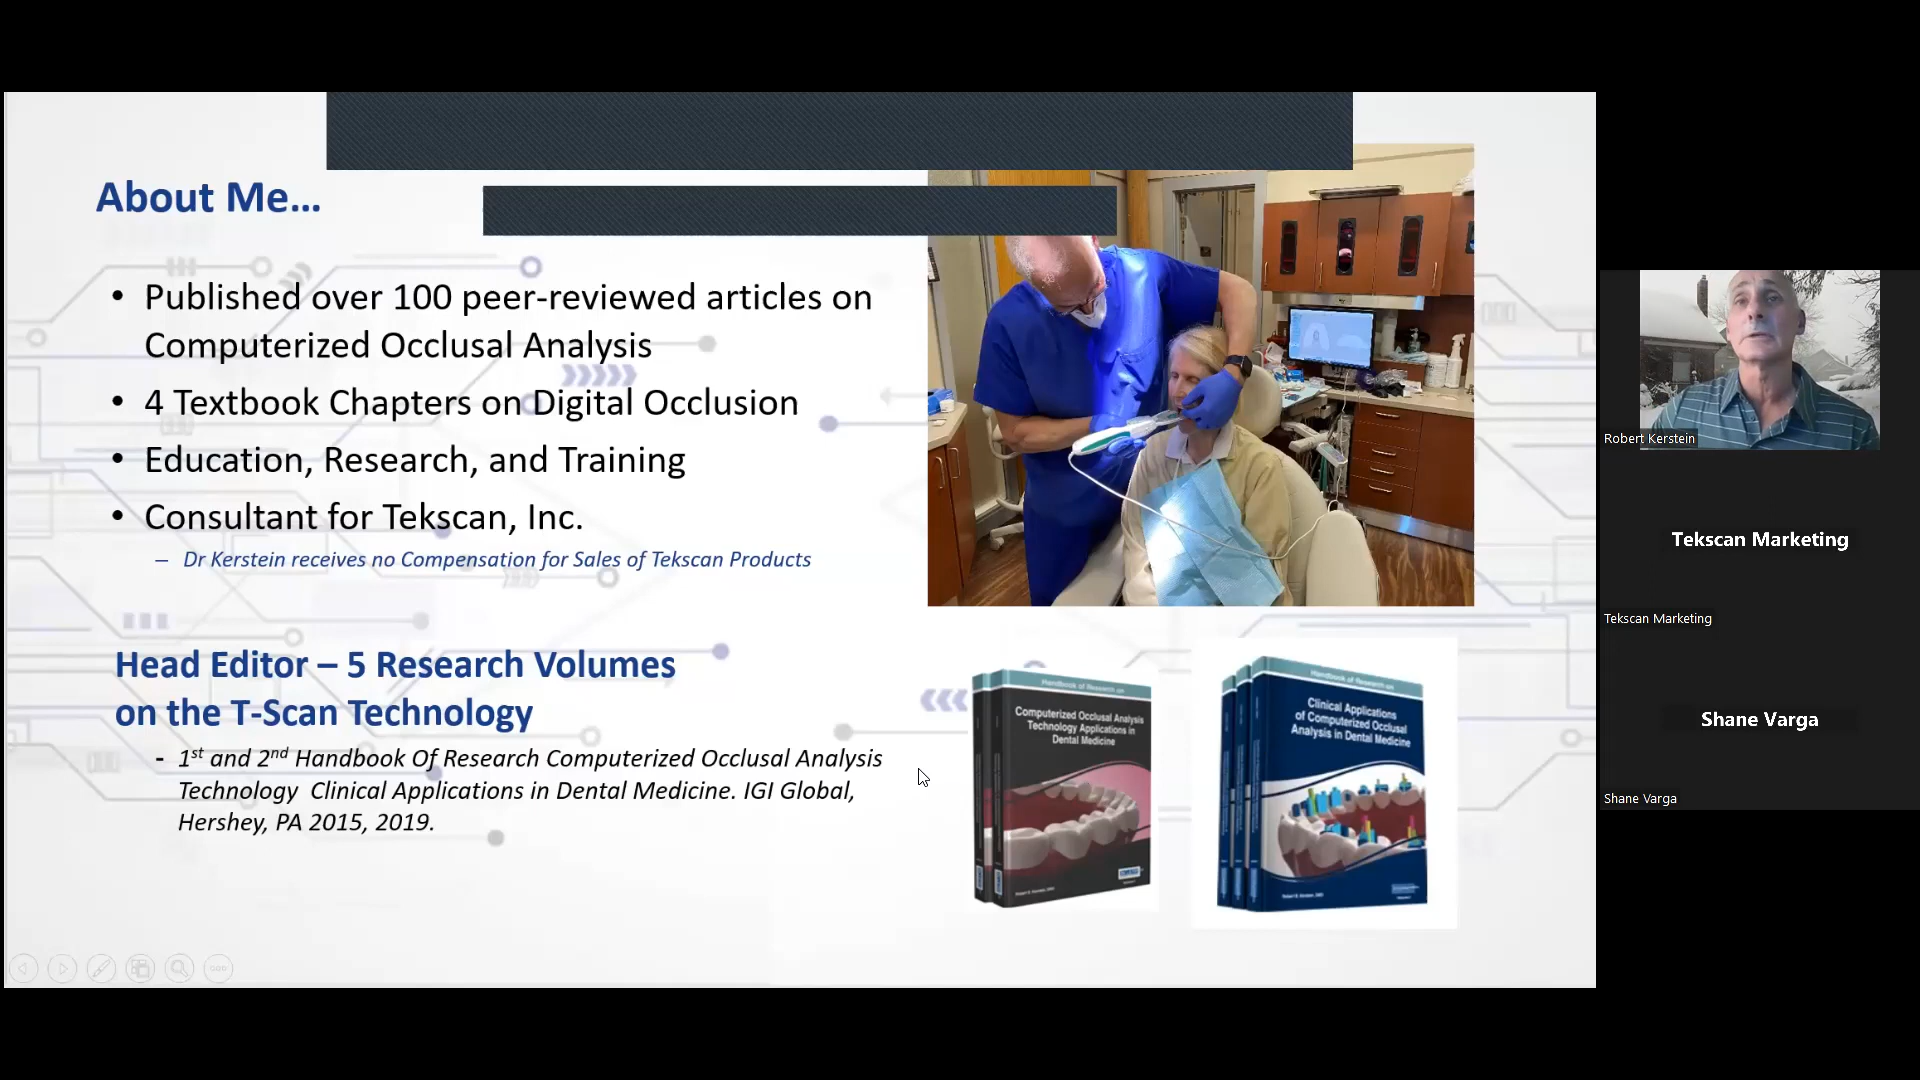 About Me...
• Published over 100 peer-reviewed articles on
Computerized Occlusal Analysis
• 4 Textbook Chapters on Digital Occlusion
• Education, Research, and Training
• Consultant for Tekscan, Inc.
– Dr Kerstein receives no Compensation for Sales of Tekscan Products
Head Editor – 5 Research Volumes
on the T-Scan Technology
- 1st and 2nd Handbook Of Research Computerized Occlusal Analysis
Technology Clinical Applications in Dental Medicine. IGI Global,
Hershey, PA 2015, 2019.
Handbook of Research on
Computerized Occlusal Analysis
Technology Applications in
Dental Medicine
Handbook of Research on
Clinical Applications
of Computerized Occlusal
Analysis in Dental Medicine
Robert Kerstein
Tekscan Marketing
Tekscan Marketing
Shane Varga
Shane Varga